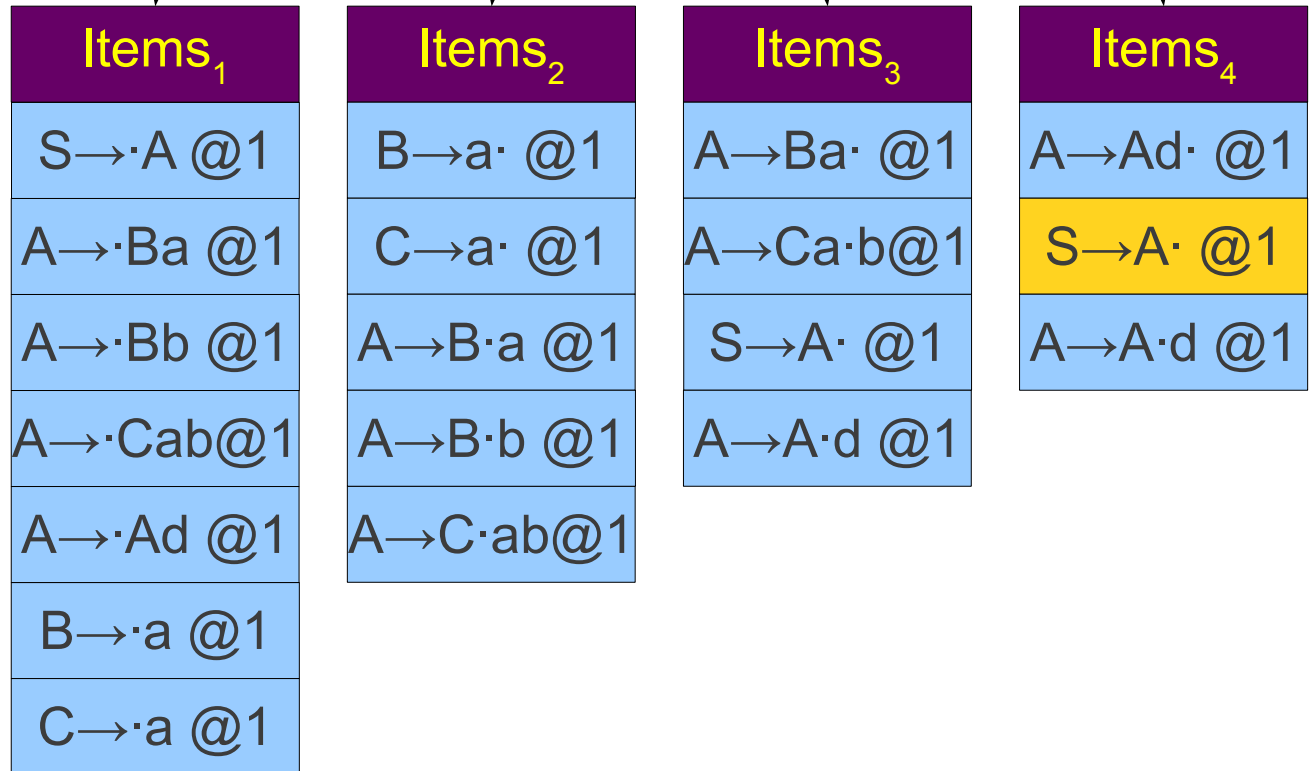 Items₁
S→·A @1
A→·Ba @1
A→·Bb @1
A→·Cab@1
A→·Ad @1
B→·a @1
C→·a @1
Items₂
B→a· @1
C→a· @1
A→B·a @1
A→B·b @1
A→C·ab@1
Items₃
A→Ba· @1
A→Ca·b@1
S→A· @1
A→A·d @1
Items₄
A→Ad· @1
S→A· @1
A→A·d @1